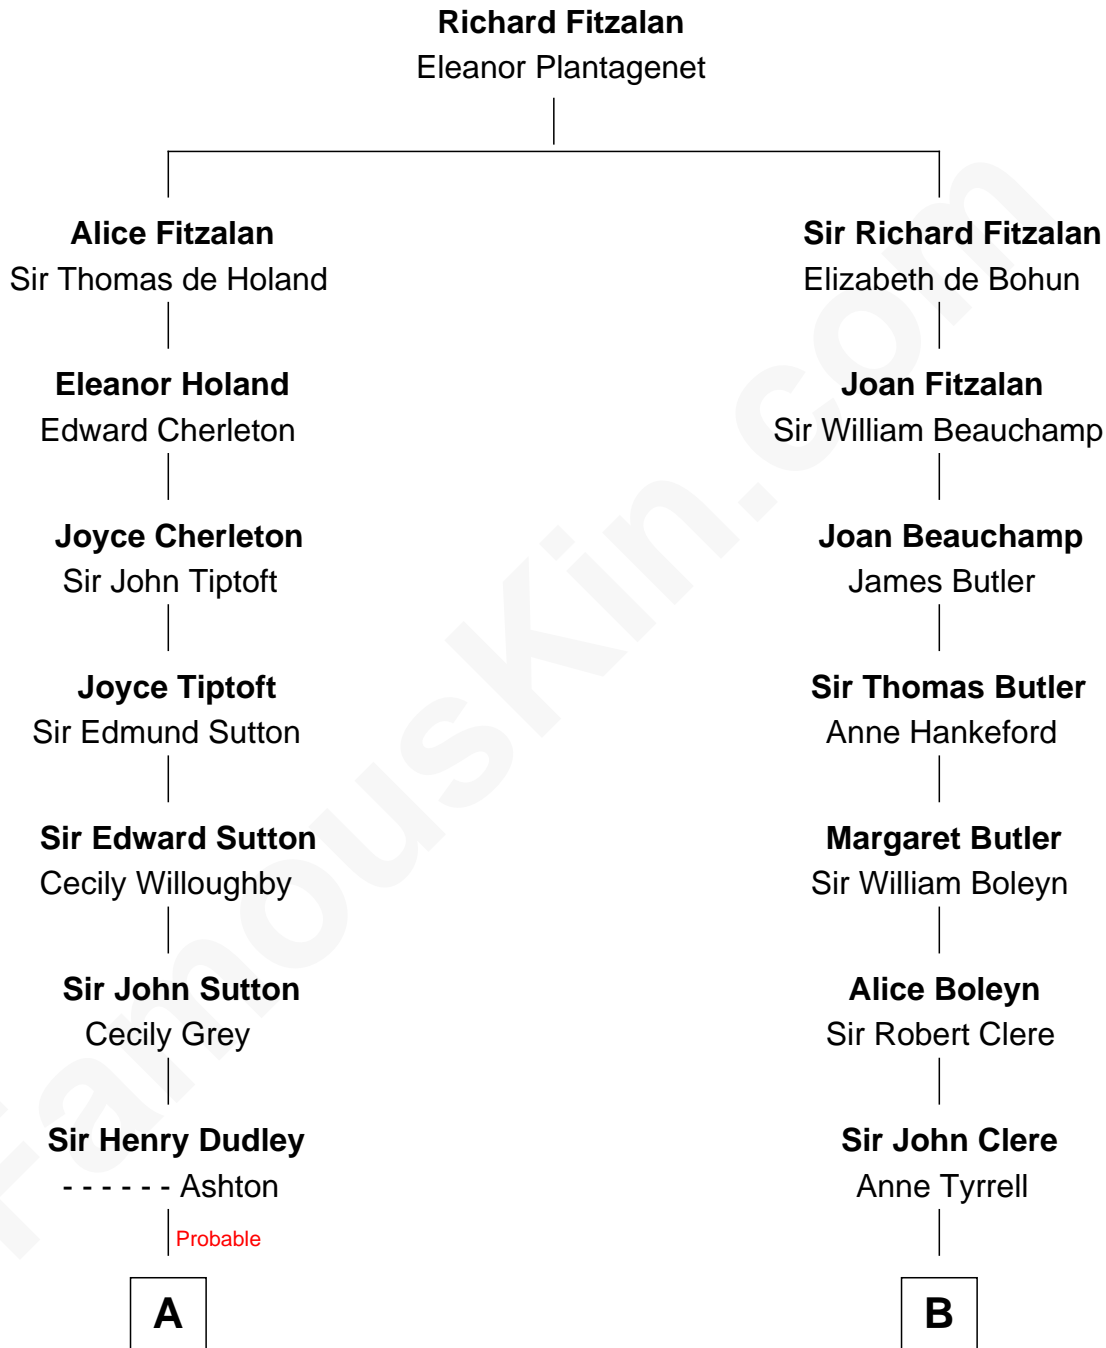 Richard Fitzalan
Eleanor Plantagenet
Alice Fitzalan
Sir Thomas de Holand
Sir Richard Fitzalan
Elizabeth de Bohun
Eleanor Holand
Edward Cherleton
Joan Fitzalan
Sir William Beauchamp
Joyce Cherleton
Sir John Tiptoft
Joan Beauchamp
James Butler
Joyce Tiptoft
Sir Edmund Sutton
Sir Thomas Butler
Anne Hankeford
Sir Edward Sutton
Cecily Willoughby
Margaret Butler
Sir William Boleyn
Sir John Sutton
Cecily Grey
Alice Boleyn
Sir Robert Clere
Sir Henry Dudley
- - - - - - Ashton
Sir John Clere
Anne Tyrrell
Probable
A
B
FamousKin.com